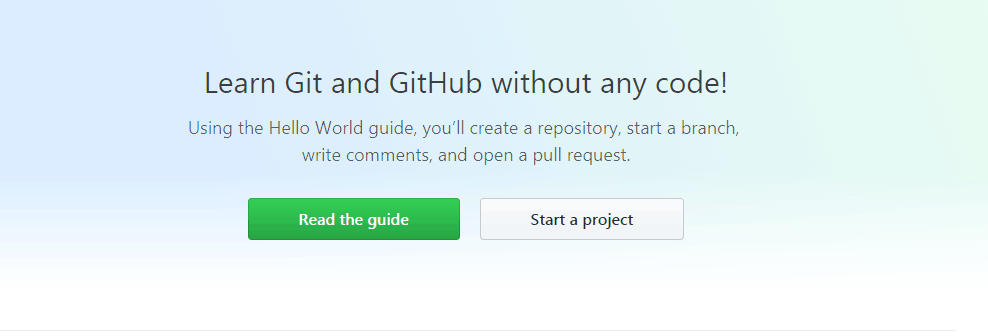 Learn Git and GitHub without any code!
Using the Hello World guide, you’ll create a repository, start a branch,
write comments, and open a pull request.
Read the guide
Start a project